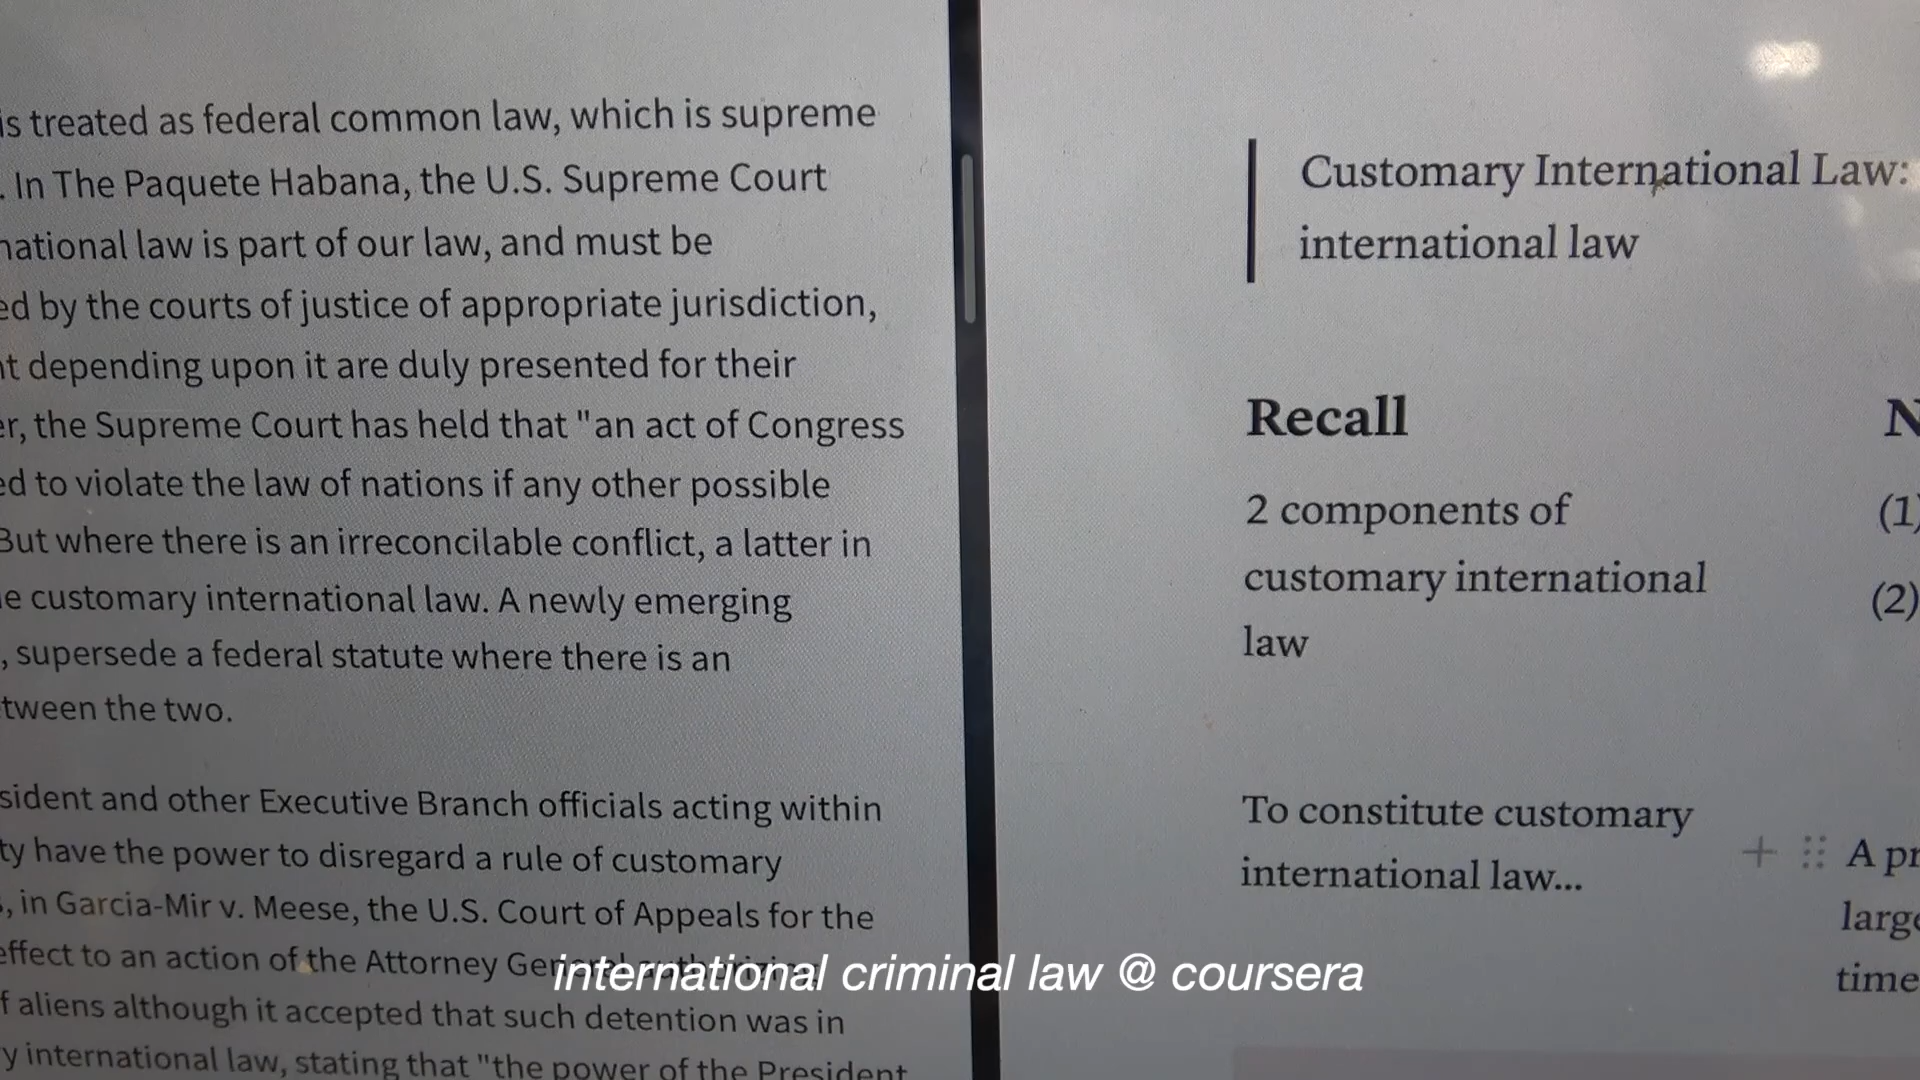 is treated as federal common law, which is supreme
. In The Paquete Habana, the U.S. Supreme Court
national law is part of our law, and must be
ed by the courts of justice of appropriate jurisdiction,
nt depending upon it are duly presented for their
er, the Supreme Court has held that "an act of Congress
ed to violate the law of nations if any other possible
But where there is an irreconcilable conflict, a latter in
e customary international law. A newly emerging
, supersede a federal statute where there is an
tween the two.
sident and other Executive Branch officials acting within
ty have the power to disregard a rule of customary
, in Garcia-Mir v. Meese, the U.S. Court of Appeals for the
effect to an action of the Attorney General authorizing
f aliens although it accepted that such detention was in
y international law, stating that "the power of the President
Customary International Law:
international law
Recall
N
2 components of
customary international
law
(1)
(2)
To constitute customary
international law...
+ A pr
large
time
international criminal law @ coursera